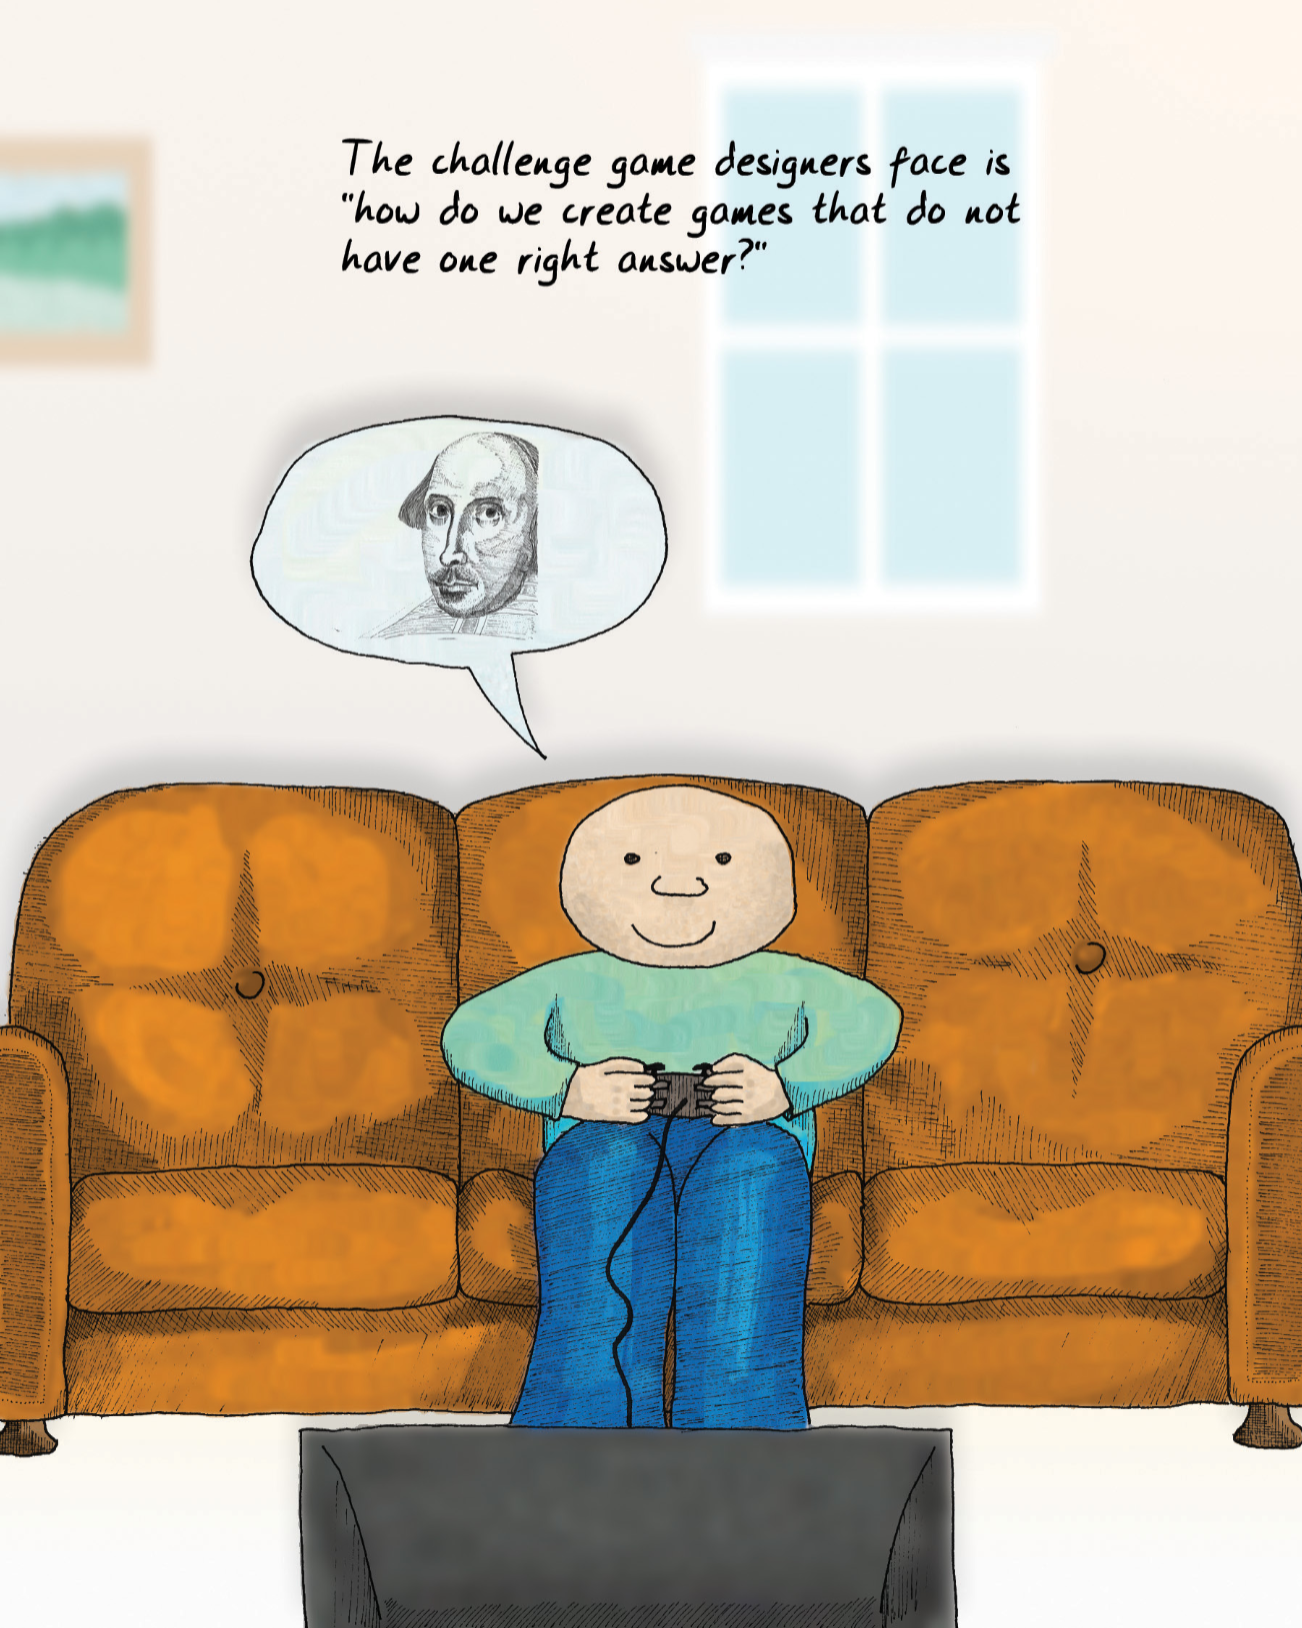 The challenge game designers face is
"how do we create games that do not
have one right answer?"